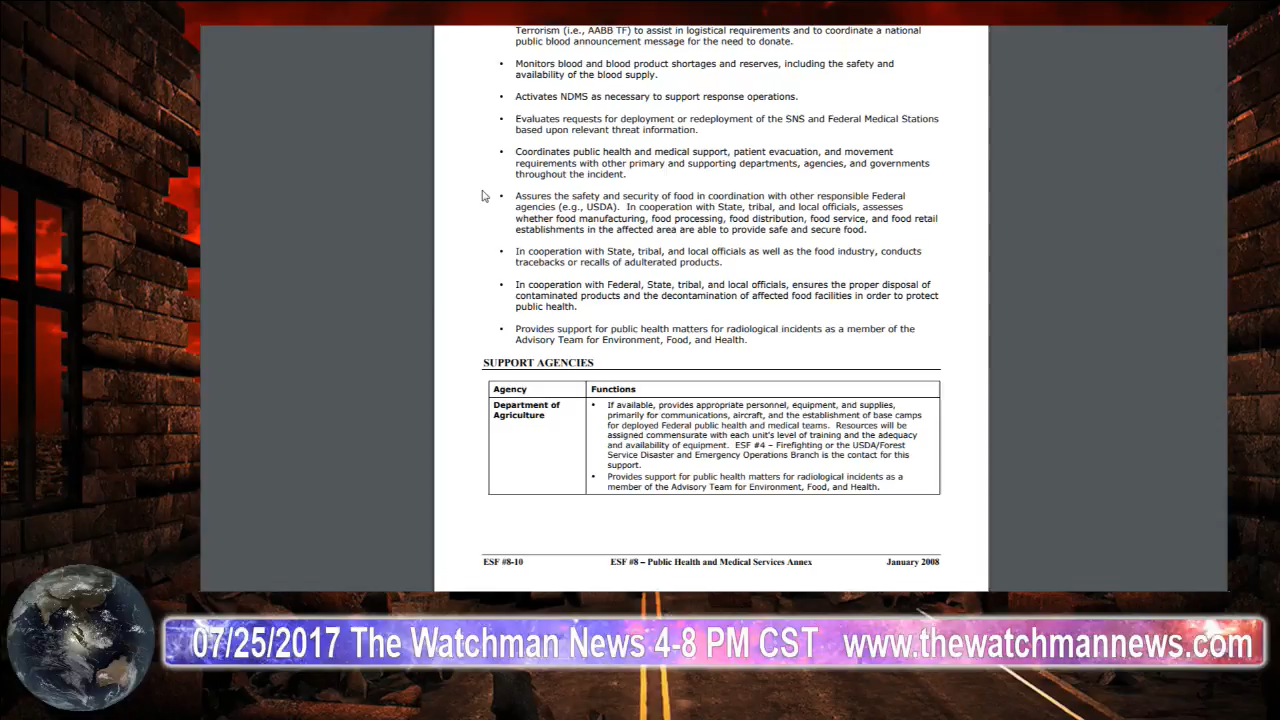 Terrorism (i.e., AABB TF) to assist in logistical requirements and to coordinate a national
public blood announcement message for the need to donate.
• Monitors blood and blood product shortages and reserves, including the safety and
availability of the blood supply.
• Activates NDMS as necessary to support response operations.
• Evaluates requests for deployment or redeployment of the SNS and Federal Medical Stations
based upon relevant threat information.
• Coordinates public health and medical support, patient evacuation, and movement
requirements with other primary and supporting departments, agencies, and governments
throughout the incident.
• Assures the safety and security of food in coordination with other responsible Federal
agencies (e.g., USDA). In cooperation with State, tribal, and local officials, assesses
whether food manufacturing, food processing, food distribution, food service, and food retail
establishments in the affected area are able to provide safe and secure food.
• In cooperation with State, tribal, and local officials as well as the food industry, conducts
tracebacks or recalls of adulterated products.
• In cooperation with Federal, State, tribal, and local officials, ensures the proper disposal of
contaminated products and the decontamination of affected food facilities in order to protect
public health.
• Provides support for public health matters for radiological incidents as a member of the
Advisory Team for Environment, Food, and Health.
SUPPORT AGENCIES
Agency Functions
Department of
Agriculture
• If available, provides appropriate personnel, equipment, and supplies,
primarily for communications, aircraft, and the establishment of base camps
for deployed Federal public health and medical teams. Resources will be
assigned commensurate with each unit's level of training and the adequacy
and availability of equipment. ESF #4 – Firefighting or the USDA/Forest
Service Disaster and Emergency Operations Branch is the contact for this
support.
• Provides support for public health matters for radiological incidents as a
member of the Advisory Team for Environment, Food, and Health.
ESF #8-10 ESF #8 – Public Health and Medical Services Annex January 2008
07/25/2017 The Watchman News 4-8 PM CST www.thewatchmannews.com